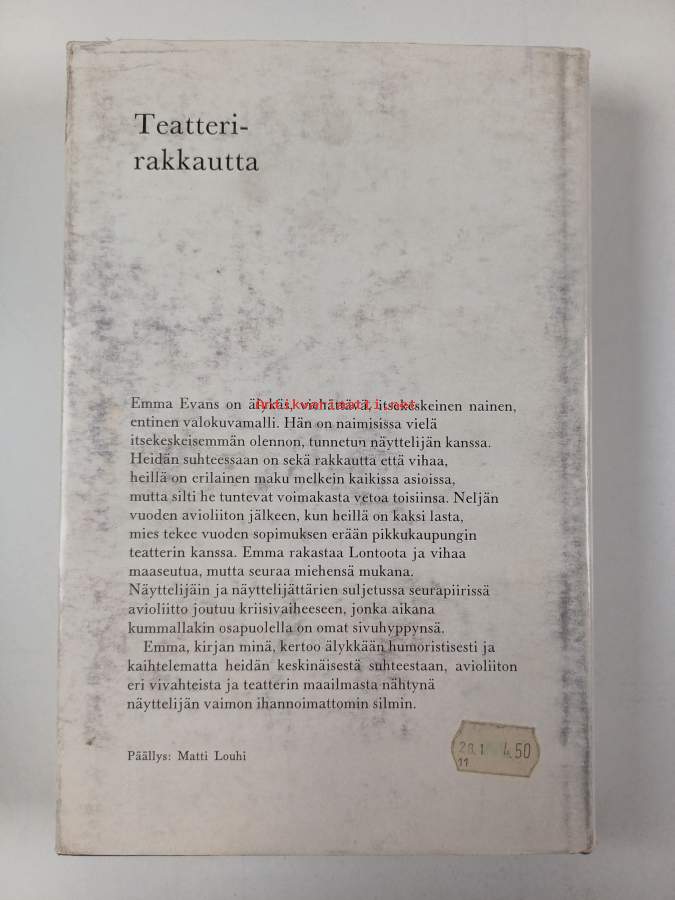 Teatteri-
rakkautta
Emma Evans on älykäs, viehättävä, itsekeskeinen nainen,
Antikvariaatti.net
entinen valokuvamalli. Hän on naimisissa vielä
itsekeskeisemmän olennon, tunnetun näyttelijän kanssa.
Heidän suhteessaan on sekä rakkautta että vihaa,
heillä on erilainen maku melkein kaikissa asioissa,
mutta silti he tuntevat voimakasta vetoa toisiinsa. Neljän
vuoden avioliiton jälkeen, kun heillä on kaksi lasta,
mies tekee vuoden sopimuksen erään pikkukaupungin
teatterin kanssa. Emma rakastaa Lontoota ja vihaa
maaseutua, mutta seuraa miehensä mukana.
Näyttelijäin ja näyttelijättärien suljetussa seurapiirissä
avioliitto joutuu kriisivaiheeseen, jonka aikana
kummallakin osapuolella on omat sivuhyppynsä.
Emma, kirjan minä, kertoo älykkään humoristisesti ja
kaihtelematta heidän keskinäisestä suhteestaan, avioliiton
eri vivahteista ja teatterin maailmasta nähtynä
näyttelijän vaimon ihannoimattomin silmin.
Päällys: Matti Louhi
4.50
11